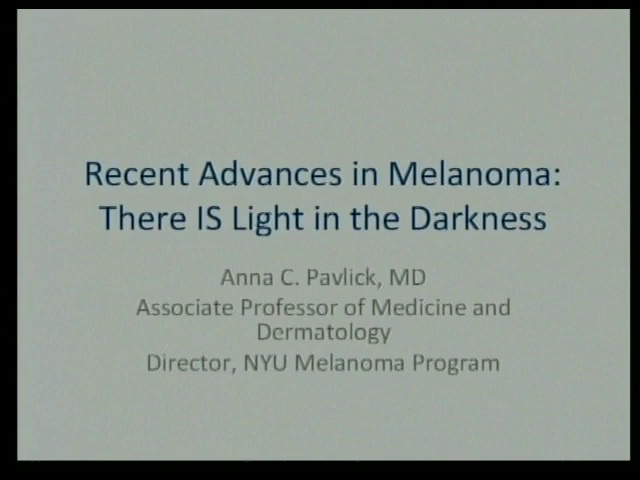 Recent Advances in Melanoma:
There IS Light in the Darkness
Anna C. Pavlick, MD
Associate Professor of Medicine and
Dermatology
Director, NYU Melanoma Program